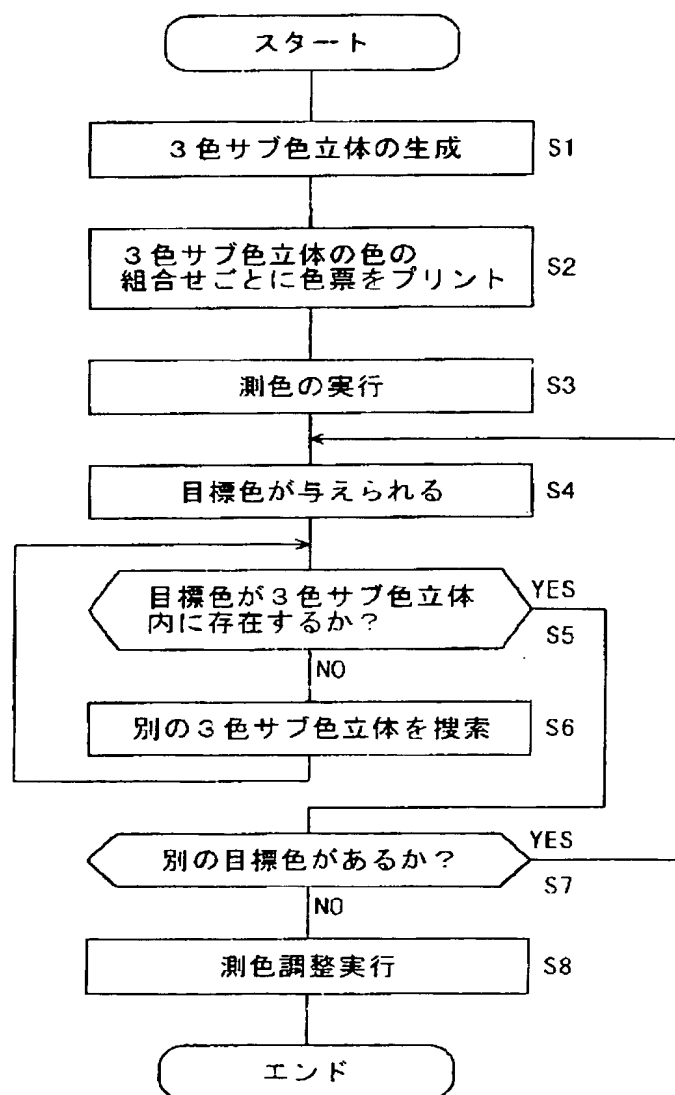 スタート
3色サブ色立体の生成
S1
3色サブ色立体の色の
組合せごとに色票をプリント
S2
測色の実行
S3
目標色が与えられる
S4
目標色が3色サブ色立体
内に存在するか?
YES
S5
NO
別の3色サブ色立体を捜索
S6
別の目標色があるか?
YES
S7
NO
測色調整実行
S8
エンド